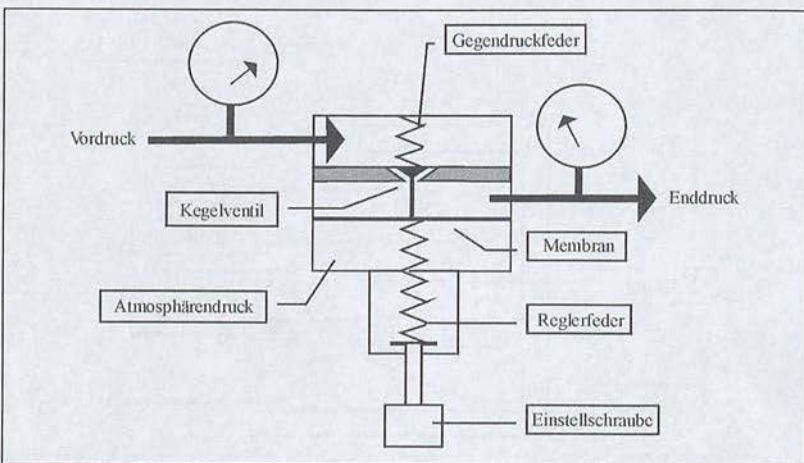 Gegendruckfeder
Vordruck
Kegelventil
Enddruck
Membran
Atmosphärendruck
Reglerfeder
Einstellschraube